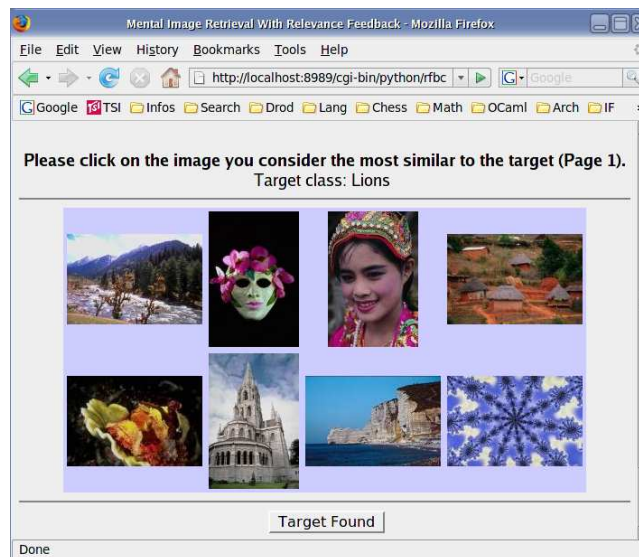 Mental Image Retrieval With Relevance Feedback - Mozilla Firefox
File Edit View History Bookmarks Tools Help
http://localhost:8989/cgi-bin/python/rfbc G Google
Google TSI Infos Search Drod Lang Chess Math OCaml Arch IF
Please click on the image you consider the most similar to the target (Page 1).
Target class: Lions
Target Found
Done